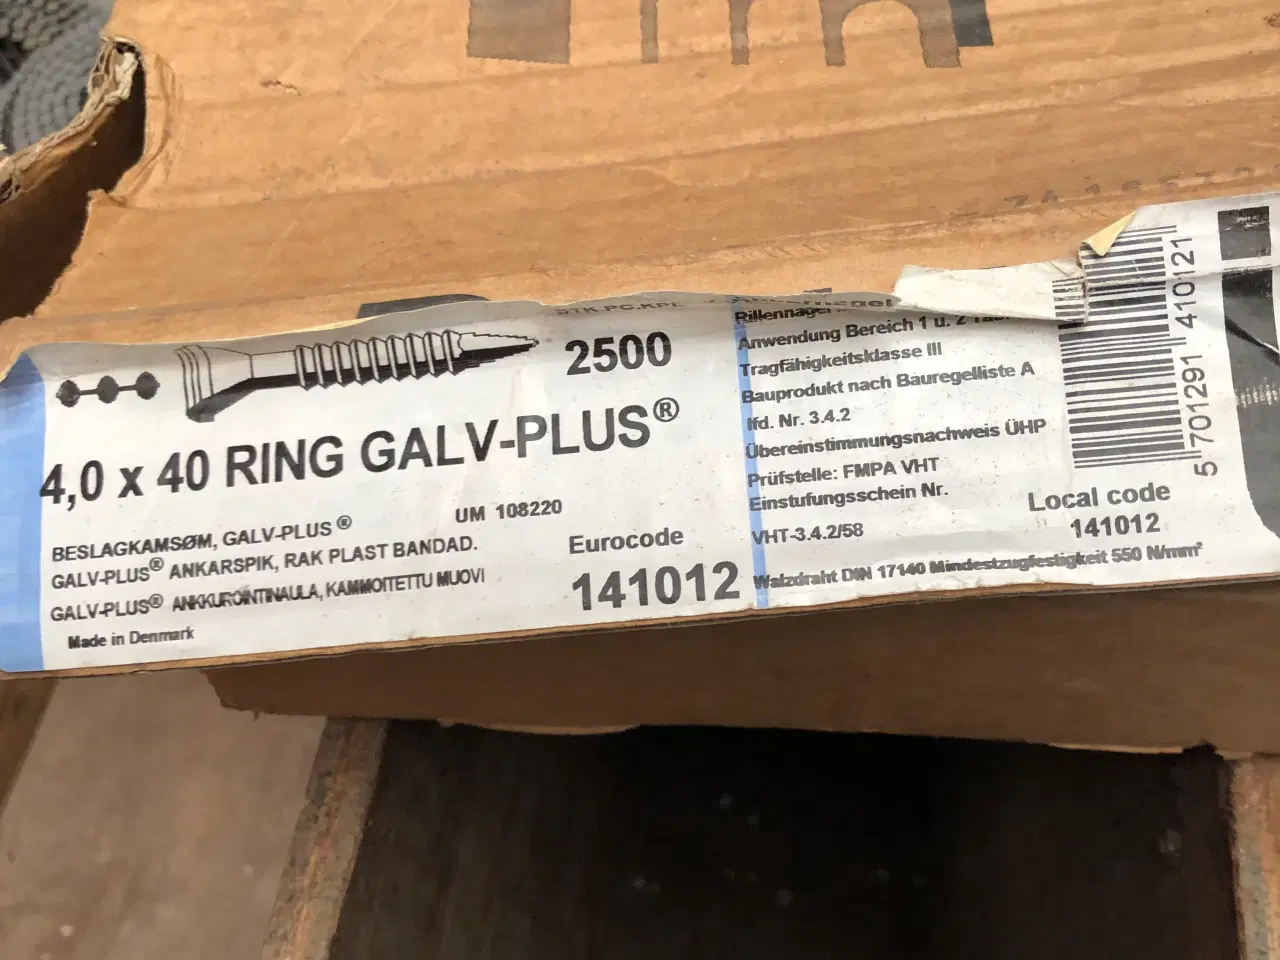 STK.PC.KPL
2500
4,0 x 40 RING GALV-PLUS®
UM 108220
BESLAGKAMSØM, GALV-PLUS®
GALV-PLUS® ANKARSPIK, RAK PLAST BANDAD.
GALV-PLUS® ANKKUROINTINAULA, KAMMOITETTU MUOVI
Made in Denmark
Eurocode
141012
Rillennagel
Anwendung Bereich 1 u. 2
Tragfähigkeitsklasse III
Bauprodukt nach Bauregelliste A
lfd. Nr. 3.4.2
Übereinstimmungsnachweis ÜHP
Prüfstelle: FMPA VHT
Einstufungsschein Nr.
VHT-3.4.2/58
Walzdraht DIN 17140 Mindestzugfestigkeit 550 N/mm²
Local code
141012
5 701291 410121